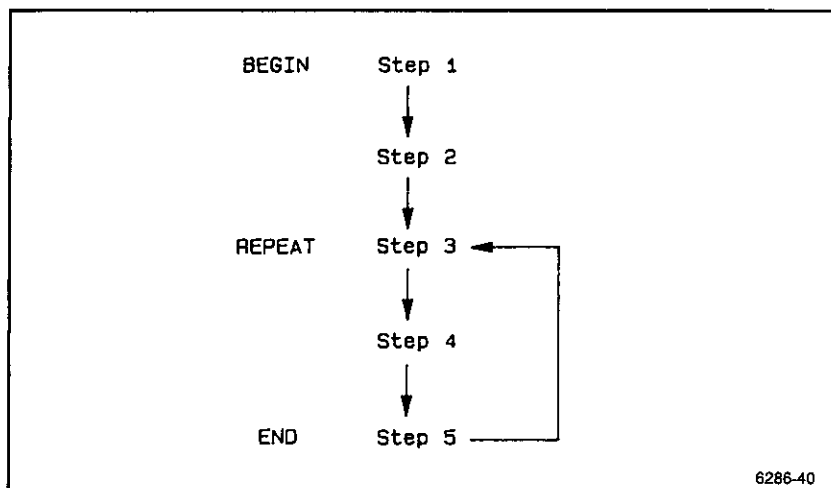 BEGIN Step 1
Step 2
REPEAT Step 3
Step 4
END Step 5
6286-40